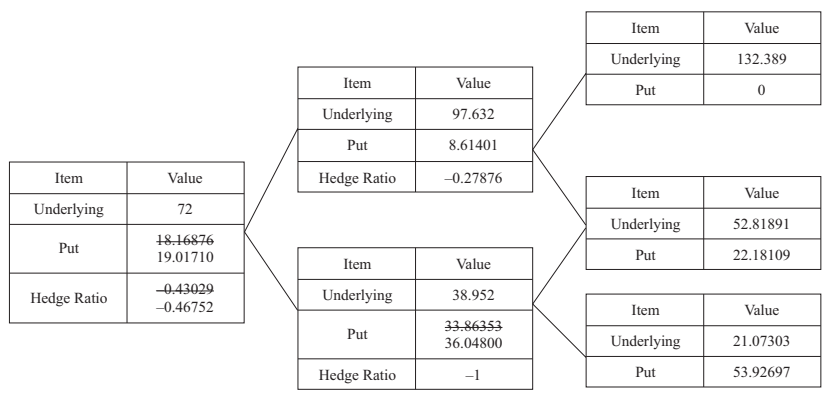 Item Value
Underlying 72
Put 18.16876
19.01710
Hedge Ratio –0.43029
–0.46752
Item Value
Underlying 97.632
Put 8.61401
Hedge Ratio –0.27876
Item Value
Underlying 38.952
Put 33.86353
36.04800
Hedge Ratio –1
Item Value
Underlying 132.389
Put 0
Item Value
Underlying 52.81891
Put 22.18109
Item Value
Underlying 21.07303
Put 53.92697